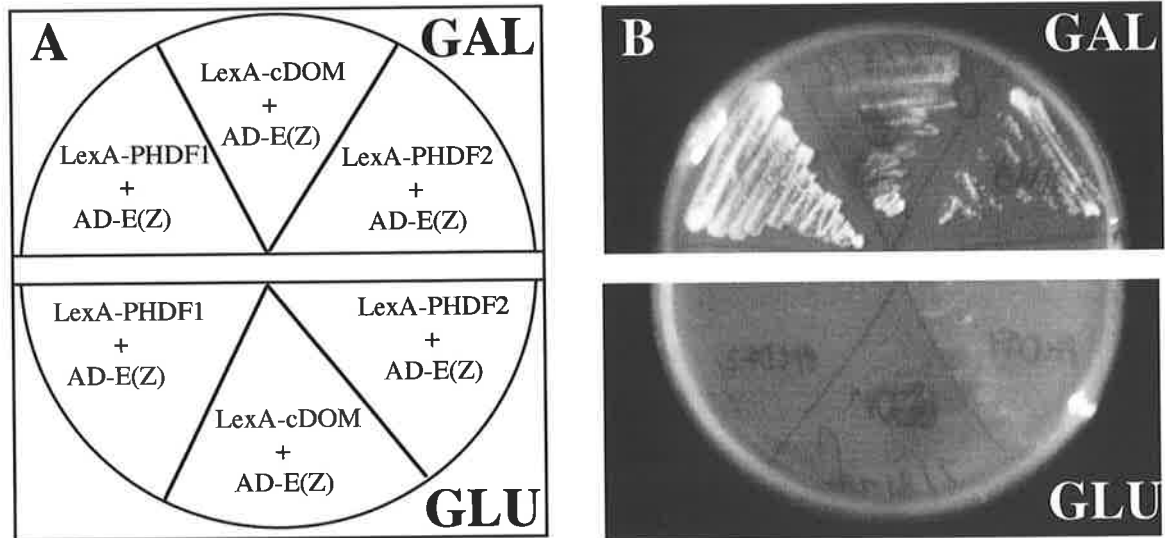 A
GAL
LexA-cDOM
+
AD-E(Z)
LexA-PHDF1
+
AD-E(Z)
LexA-PHDF2
+
AD-E(Z)
LexA-PHDF1
+
AD-E(Z)
LexA-PHDF2
+
AD-E(Z)
LexA-cDOM
+
AD-E(Z)
GLU
B
GAL
GLU